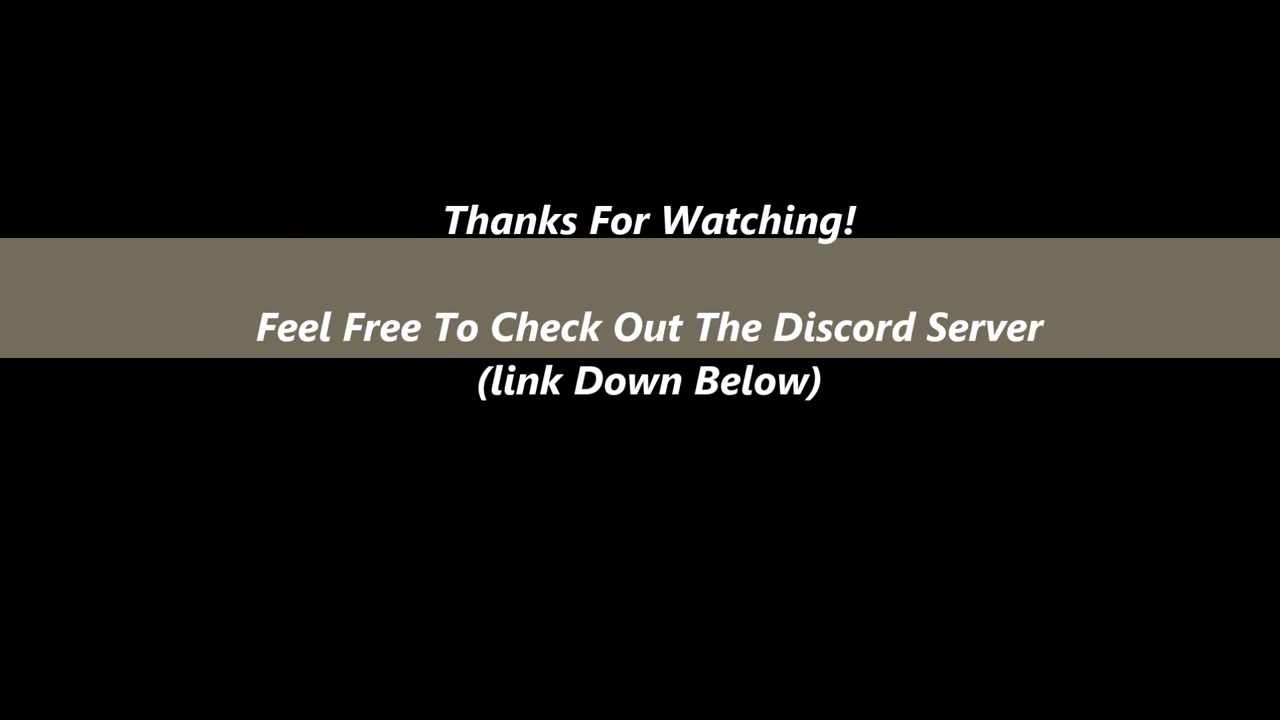 Thanks For Watching!
Feel Free To Check Out The Discord Server
(link Down Below)